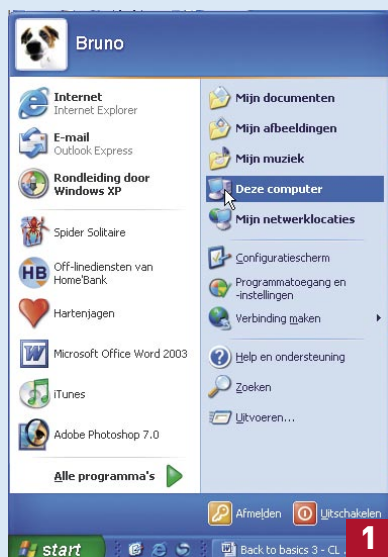 Bruno
Internet
Internet Explorer
E-mail
Outlook Express
Rondleiding door
Windows XP
Spider Solitaire
HB
Off-linediensten van
Home'Bank
Hartenjagen
W
Microsoft Office Word 2003
iTunes
Adobe Photoshop 7.0
Alle programma's
Mijn documenten
Mijn afbeeldingen
Mijn muziek
Deze computer
Mijn netwerklocaties
Configuratiescherm
Programmatoegang en
-instellingen
Verbinding maken
Help en ondersteuning
Zoeken
Uitvoeren...
Afmelden
Uitschakelen
start
Back to basics 3 - CL
1